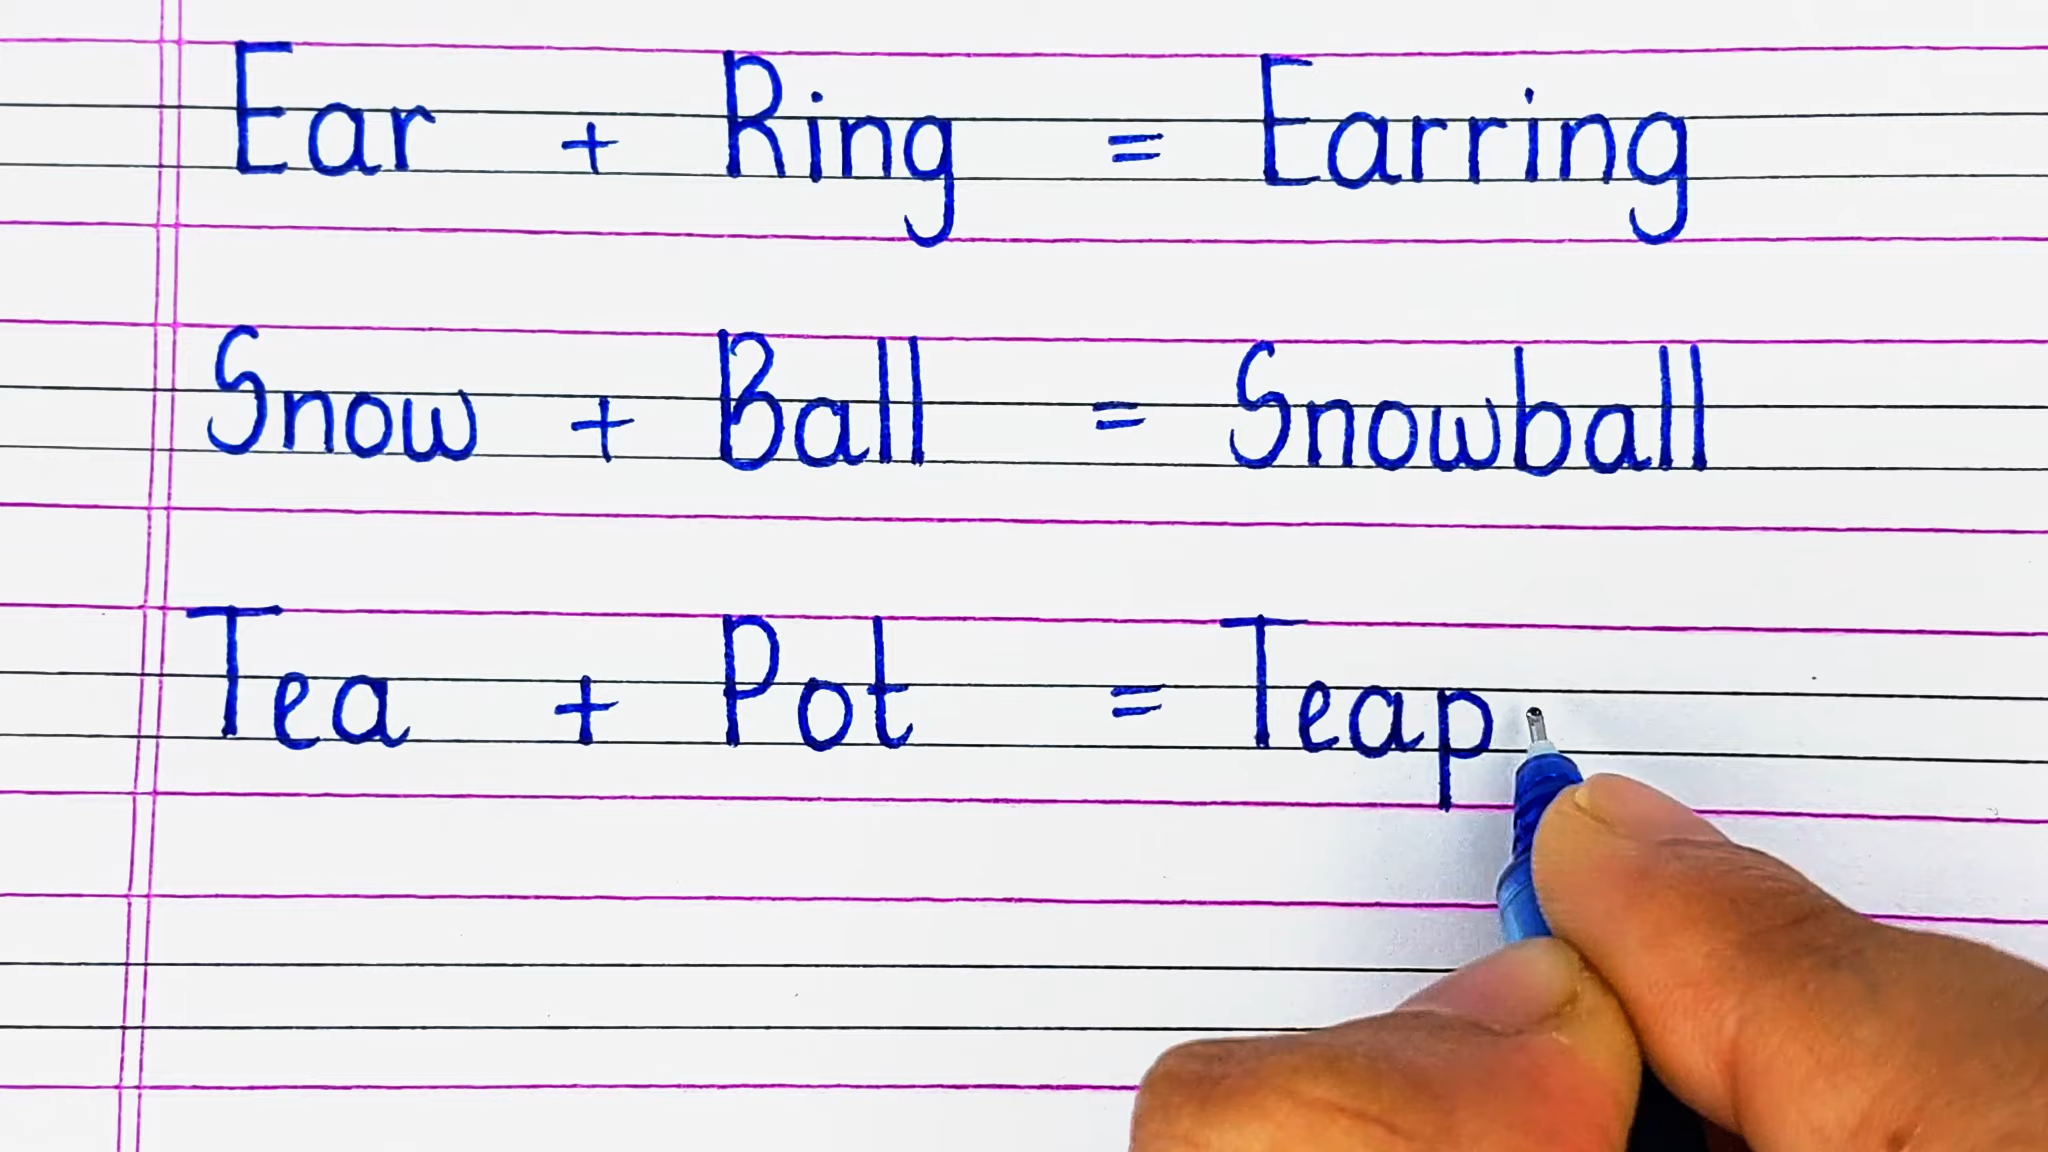 Ear + Ring = Earring
Snow + Ball = Snowball
Tea + Pot = Teap